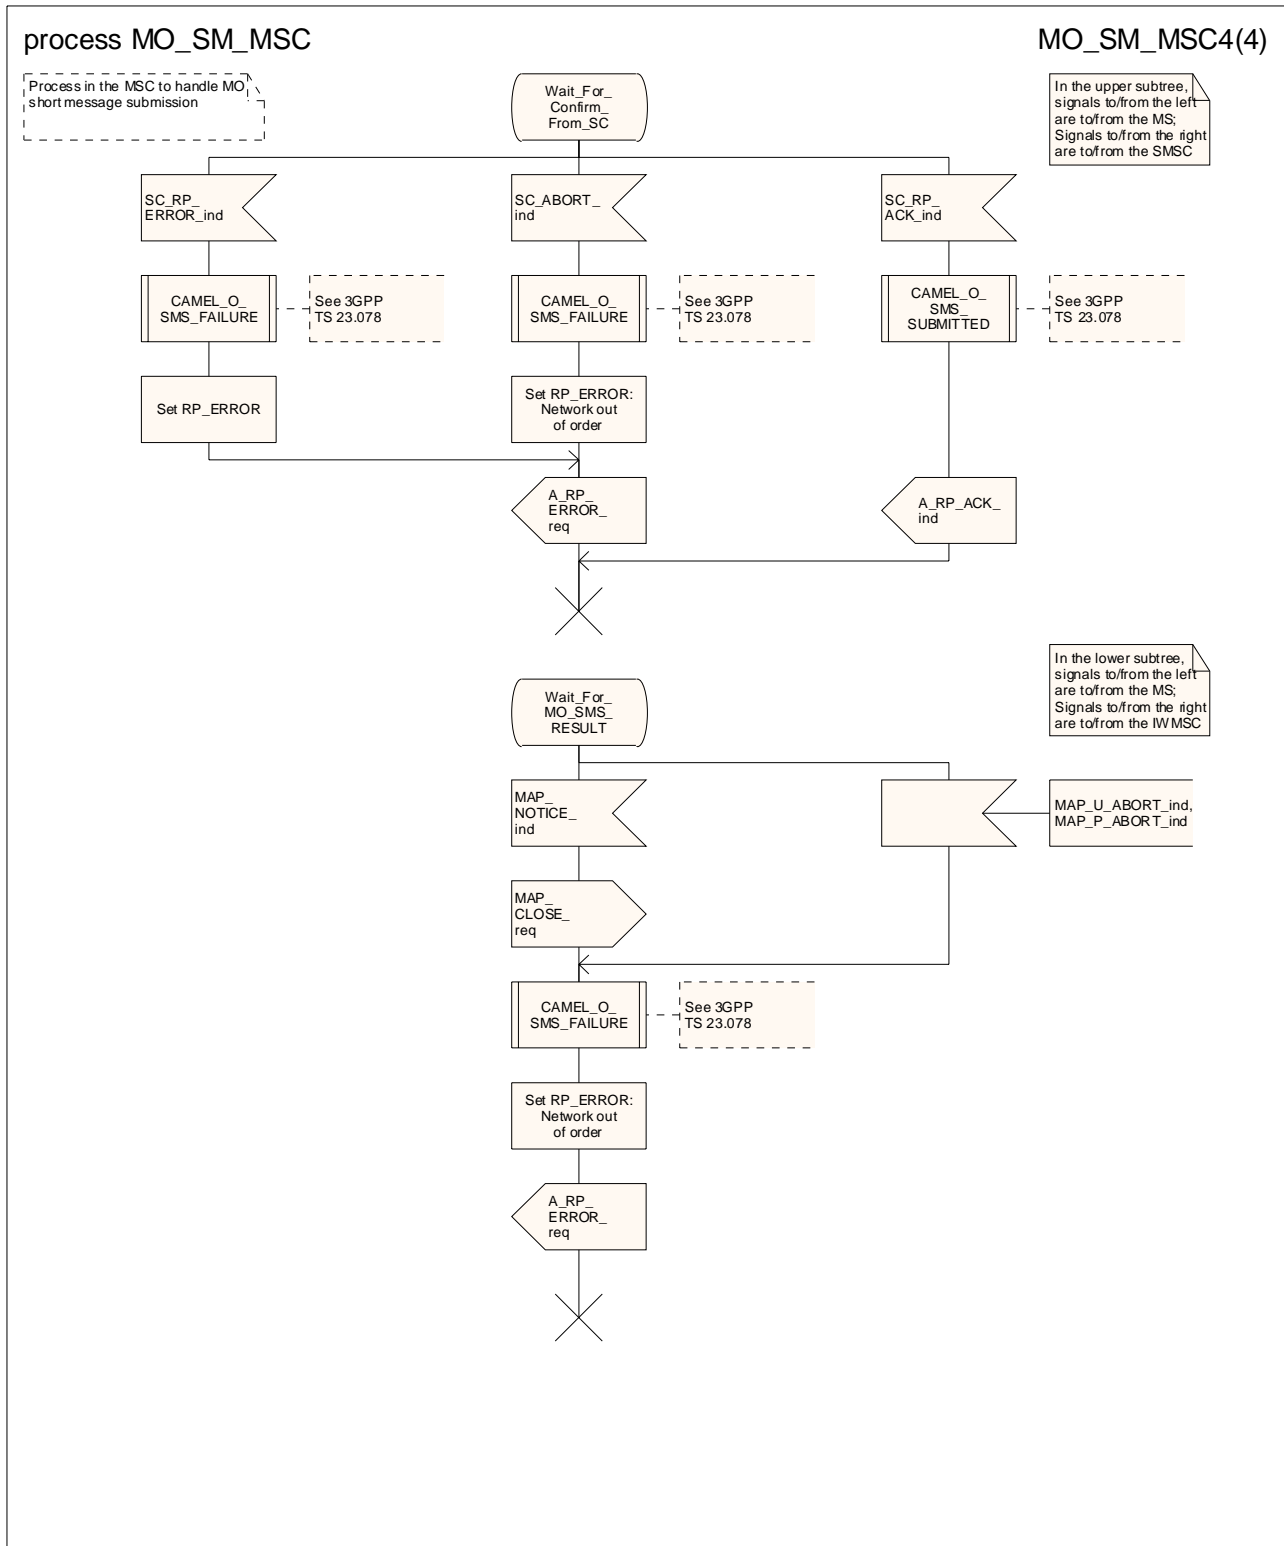 process MO_SM_MSC
MO_SM_MSC4(4)
Process in the MSC to handle MO
short message submission
Wait_For_
Confirm_
From_SC
In the upper subtree,
signals to/from the left
are to/from the MS;
Signals to/from the right
are to/from the SMSC
SC_RP_
ERROR_ind
SC_ABORT_
ind
SC_RP_
ACK_ind
CAMEL_O_
SMS_FAILURE
See 3GPP
TS 23.078
CAMEL_O_
SMS_FAILURE
See 3GPP
TS 23.078
CAMEL_O_
SMS_
SUBMITTED
See 3GPP
TS 23.078
Set RP_ERROR
Set RP_ERROR:
Network out
of order
A_RP_
ERROR_
req
A_RP_ACK_
ind
In the lower subtree,
signals to/from the left
are to/from the MS;
Signals to/from the right
are to/from the IWMSC
Wait_For_
MO_SMS_
RESULT
MAP_
NOTICE_
ind
MAP_U_ABORT_ind,
MAP_P_ABORT_ind
MAP_
CLOSE_
req
CAMEL_O_
SMS_FAILURE
See 3GPP
TS 23.078
Set RP_ERROR:
Network out
of order
A_RP_
ERROR_
req